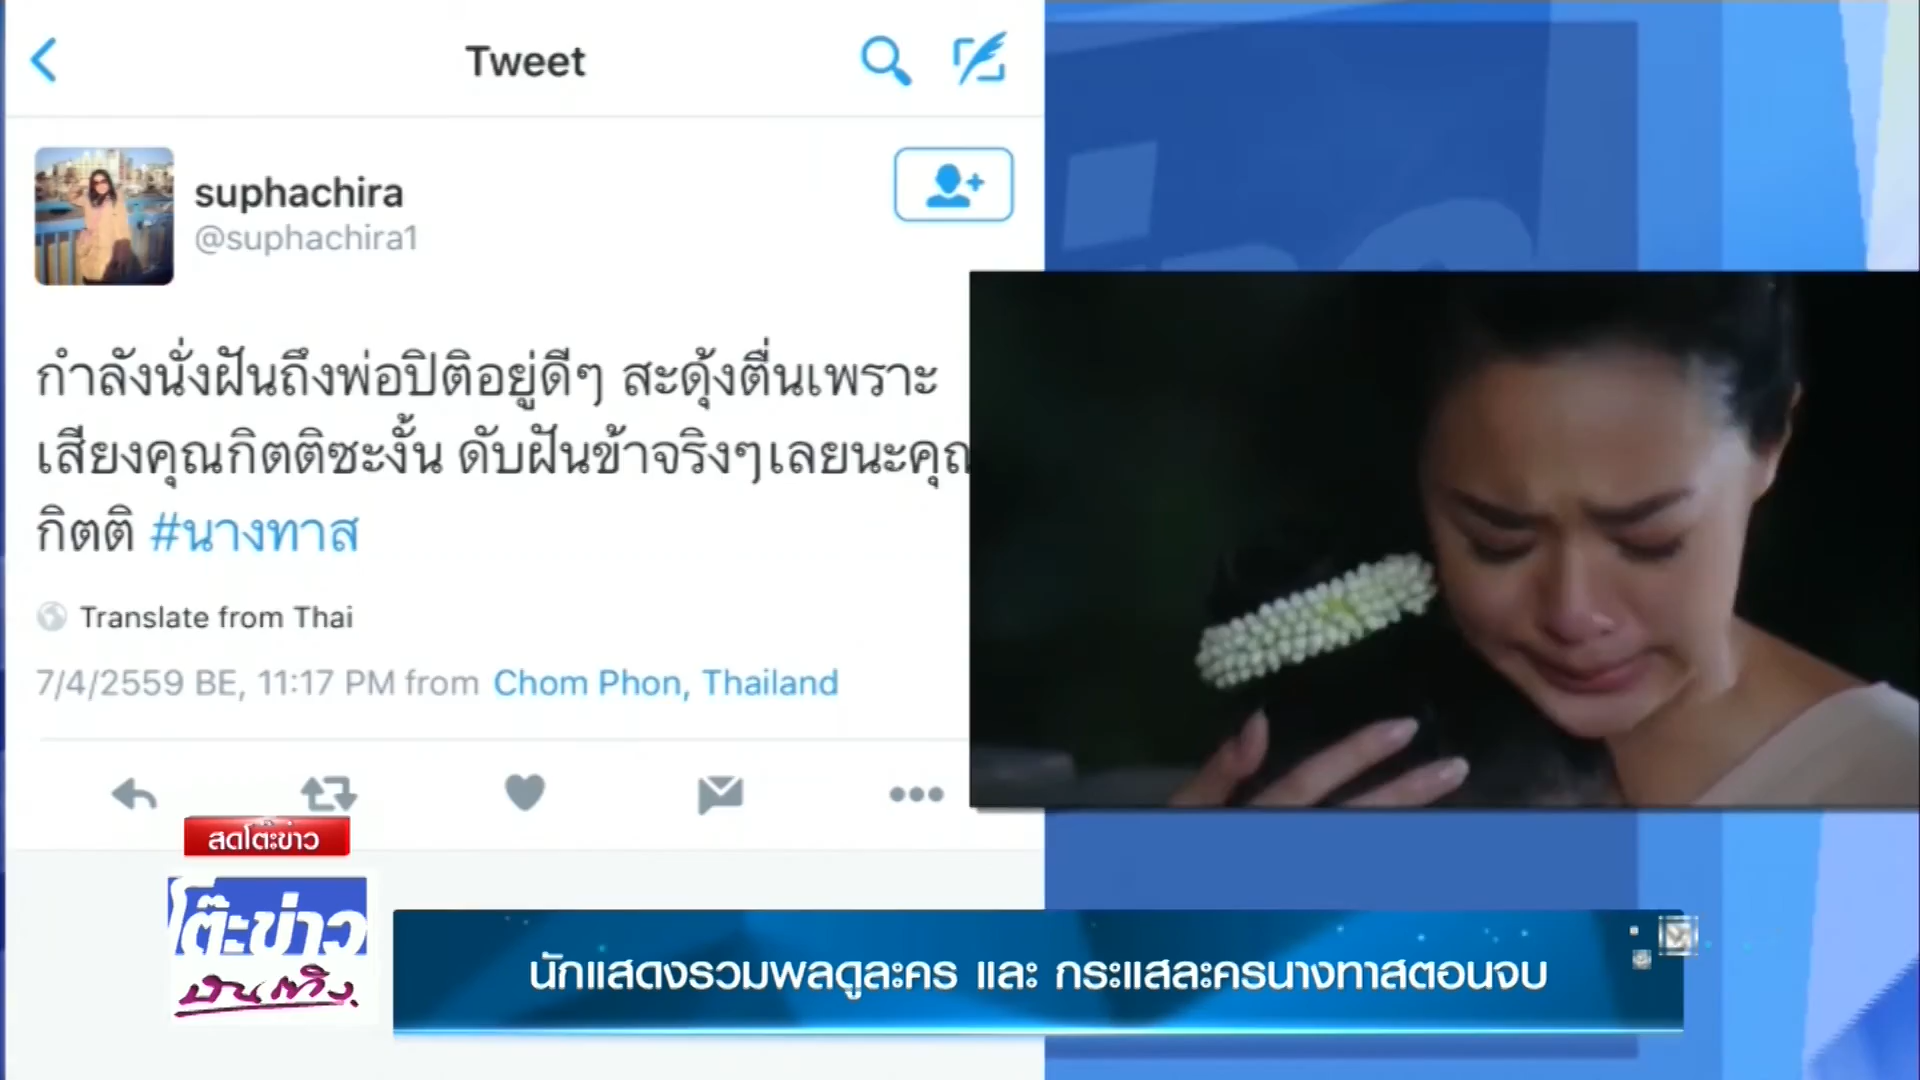 Tweet
suphachira
@suphachira1
กำลังนั่งฝันถึงพ่อปิติอยู่ดีๆ สะดุ้งตื่นเพราะ
เสียงคุณกิตติซะงั้น ดับฝันข้าจริงๆเลยนะคุณ
กิตติ #นางทาส
Translate from Thai
7/4/2559 BE, 11:17 PM from Chom Phon, Thailand
สดโต๊ะข่าว
โต๊ะข่าว
บันเทิง
นักแสดงรวมพลดูละคร และ กระแสละครนางทาสตอนจบ